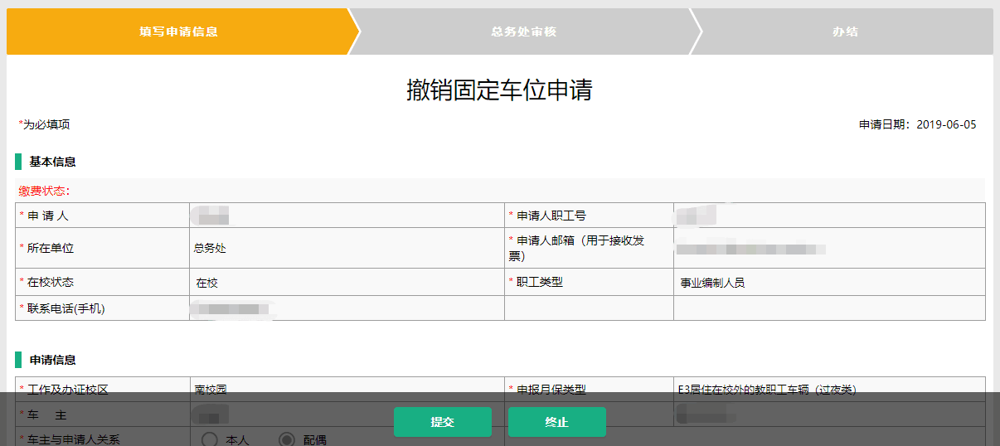 填写申请信息
总务处审核
办结
撤销固定车位申请
*为必填项
申请日期：2019-06-05
基本信息
缴费状态：
* 申 请 人
* 申请人职工号
* 所在单位
总务处
* 申请人邮箱（用于接收发
票）
* 在校状态
在校
* 职工类型
事业编制人员
* 联系电话(手机)
申请信息
* 工作及办证校区
南校园
* 申报月保类型
E3居住在校外的教职工车辆（过夜类）
* 车 主
提交
终止
* 车主与申请人关系
本人
配偶